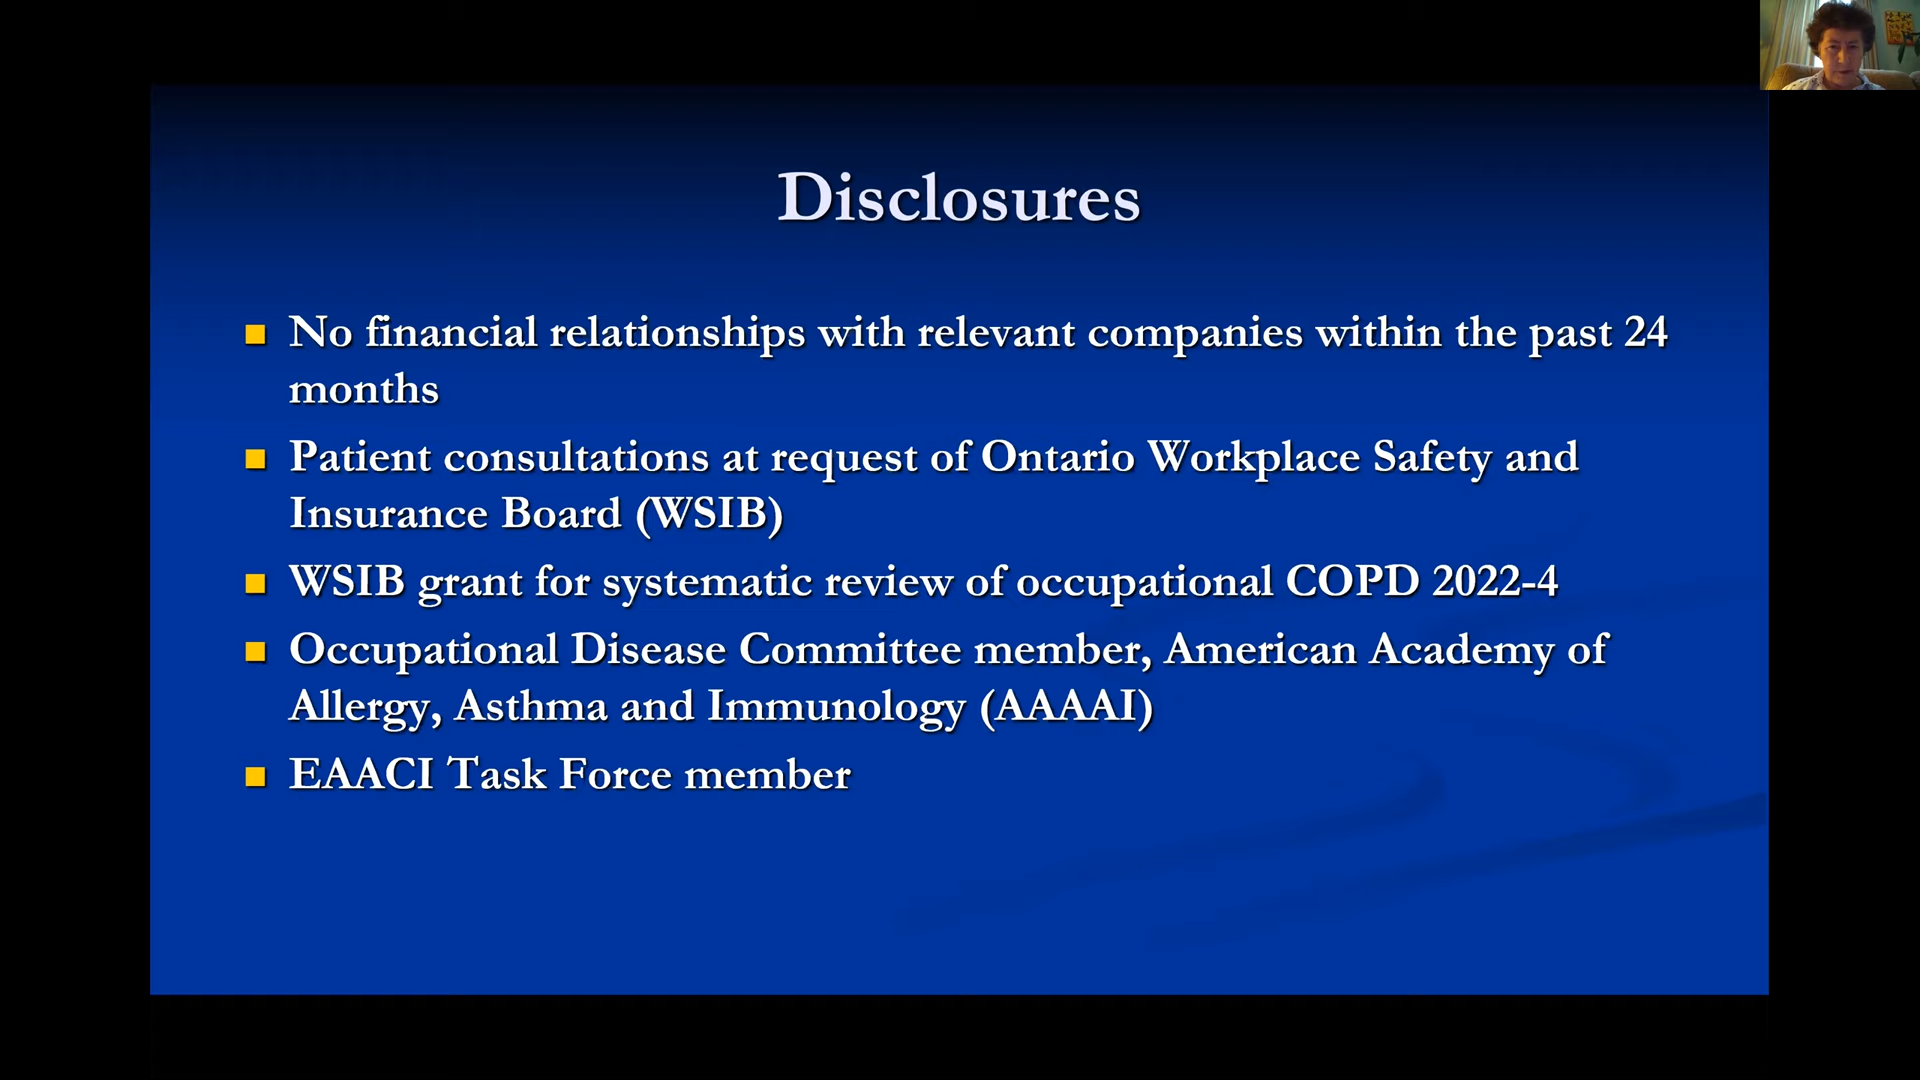 Disclosures
No financial relationships with relevant companies within the past 24
months
Patient consultations at request of Ontario Workplace Safety and
Insurance Board (WSIB)
WSIB grant for systematic review of occupational COPD 2022-4
Occupational Disease Committee member, American Academy of
Allergy, Asthma and Immunology (AAAAI)
EAACI Task Force member